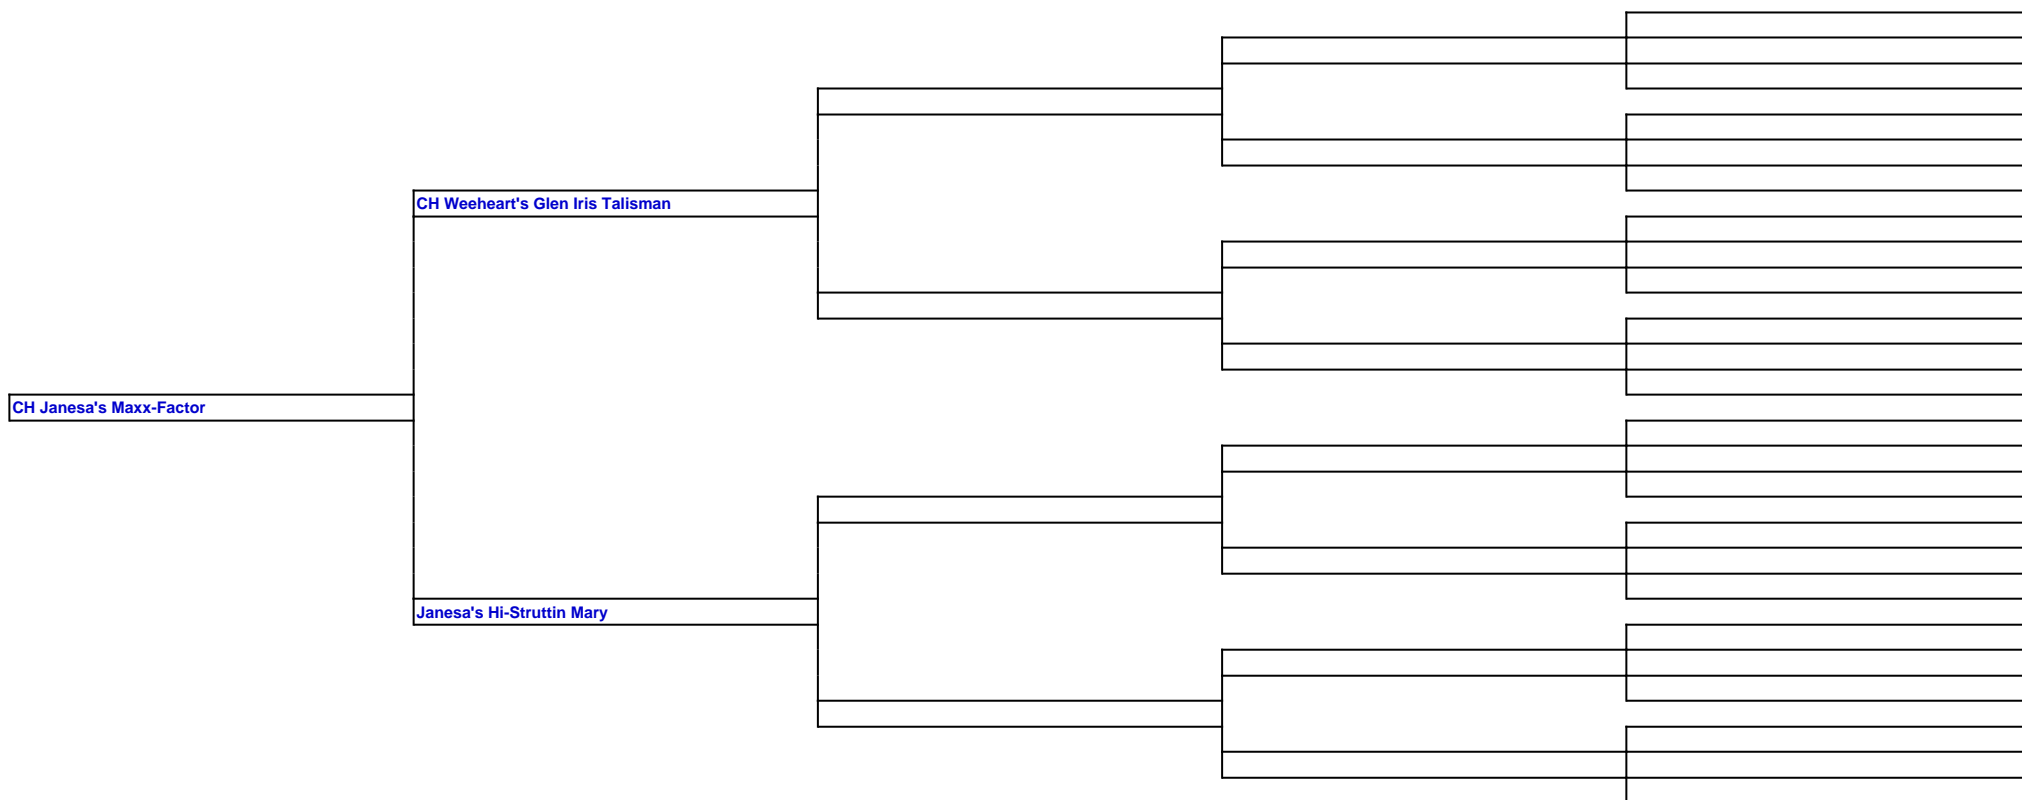 CH Weeheart's Glen Iris Talisman
CH Janesa's Maxx-Factor
Janesa's Hi-Struttin Mary